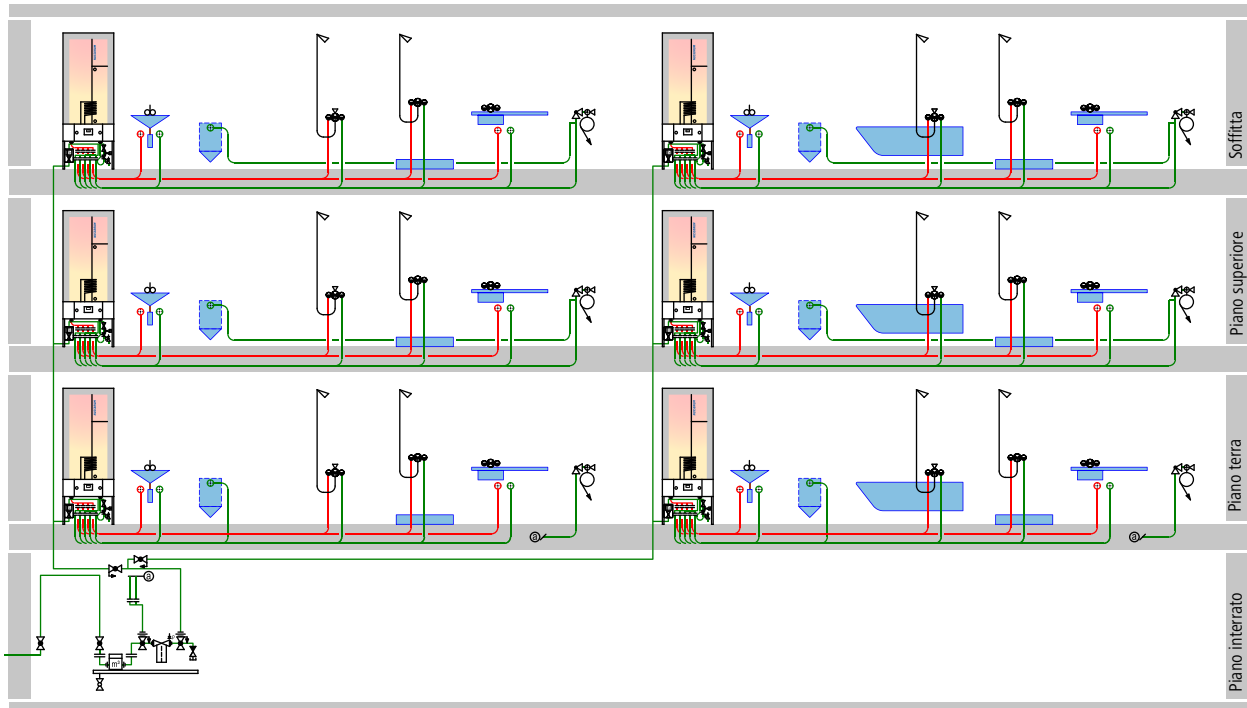 Soffitta
Piano superiore
Piano terra
a
a
a
m³
Piano interrato